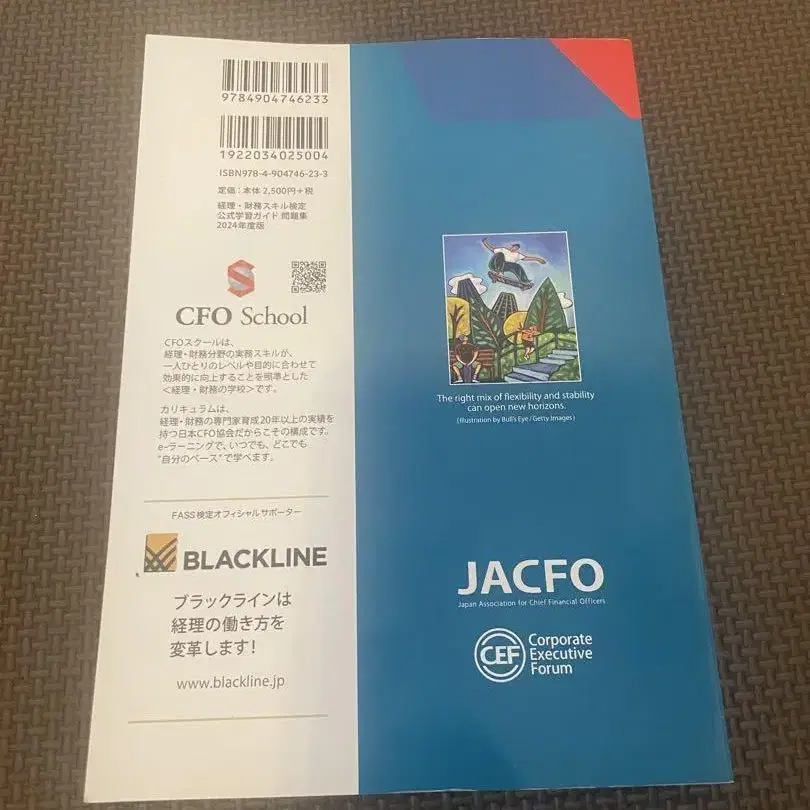 9784904746233
1922034025004
ISBN978-4-904746-23-3
定価：本体2,500円＋税
経理・財務スキル検定
公式学習ガイド 問題集
2024年度版
CFO School
CFOスクールは、
経理・財務分野の実務スキルが、
一人ひとりのレベルや目的に合わせて
効果的に向上することを照準とした
＜経理・財務の学校＞です。
カリキュラムは、
経理・財務の専門家育成20年以上の実績を
持つ日本CFO協会だからこその構成です。
e-ラーニングで、いつでも、どこでも
“自分のペース”で学べます。
FASS検定オフィシャルサポーター
BLACKLINE
ブラックラインは
経理の働き方を
変革します！
www.blackline.jp
The right mix of flexibility and stability
can open new horizons.
(Illustration by Bull's Eye / Getty Images)
JACFO
Japan Association for Chief Financial Officers
CEF
Corporate
Executive
Forum